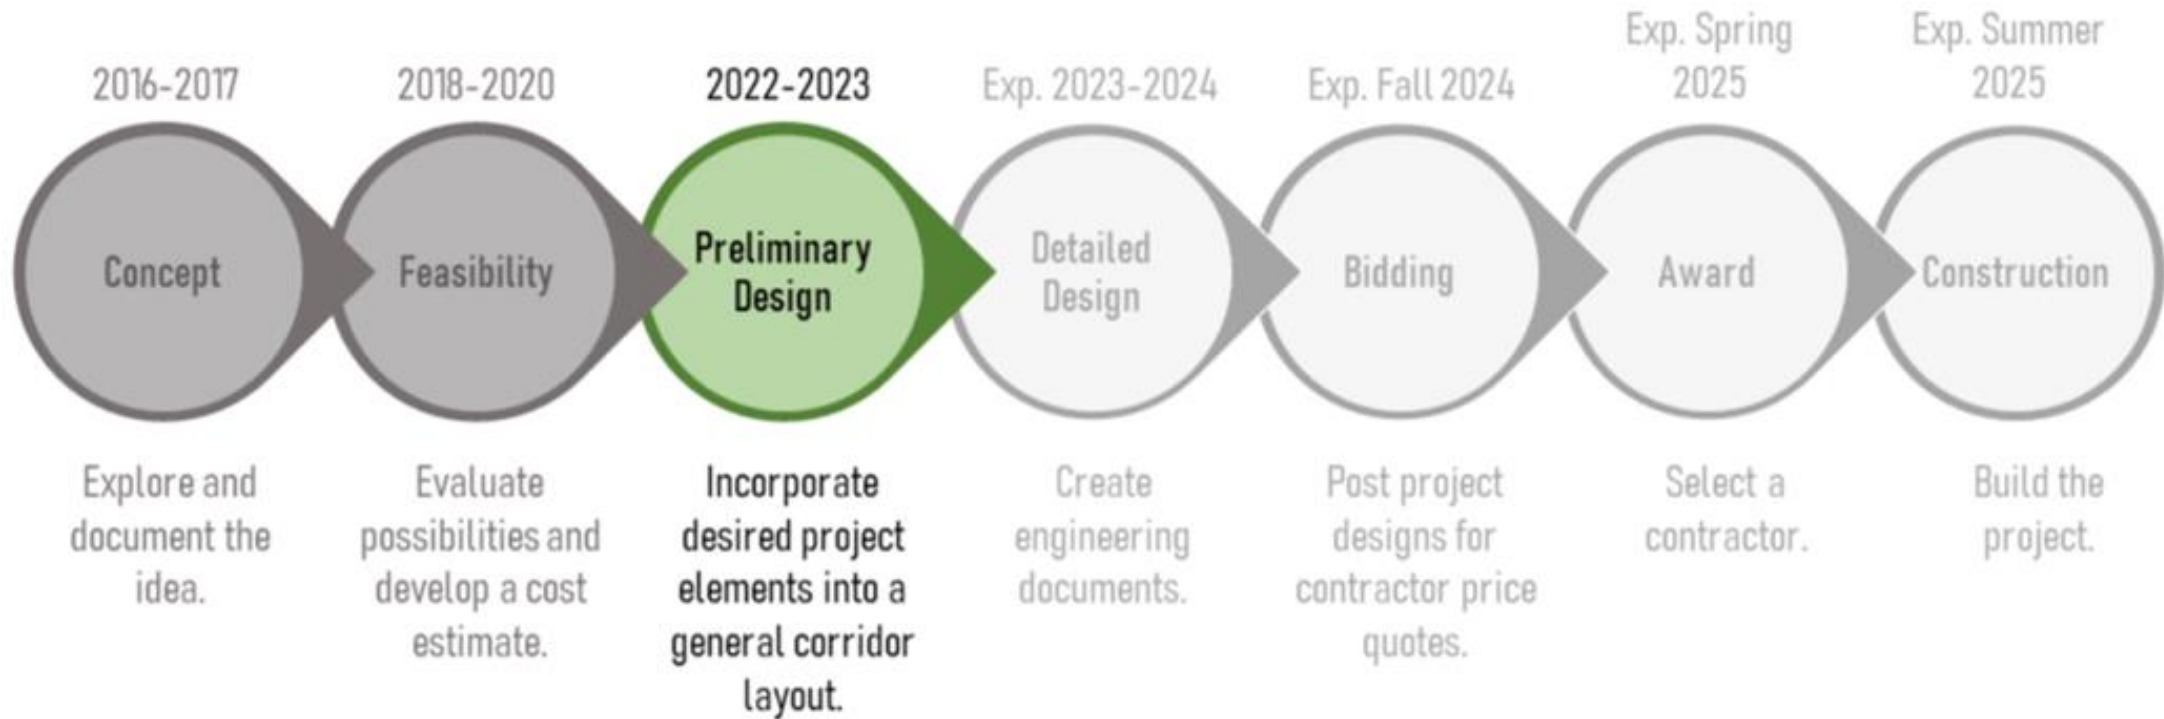 2016-2017
Concept
Explore and
document the
idea.
2018-2020
Feasibility
Evaluate
possibilities and
develop a cost
estimate.
2022-2023
Preliminary
Design
Incorporate
desired project
elements into a
general corridor
layout.
Exp. 2023-2024
Detailed
Design
Create
engineering
documents.
Exp. Fall 2024
Bidding
Post project
designs for
contractor price
quotes.
Exp. Spring
2025
Award
Select a
contractor.
Exp. Summer
2025
Construction
Build the
project.